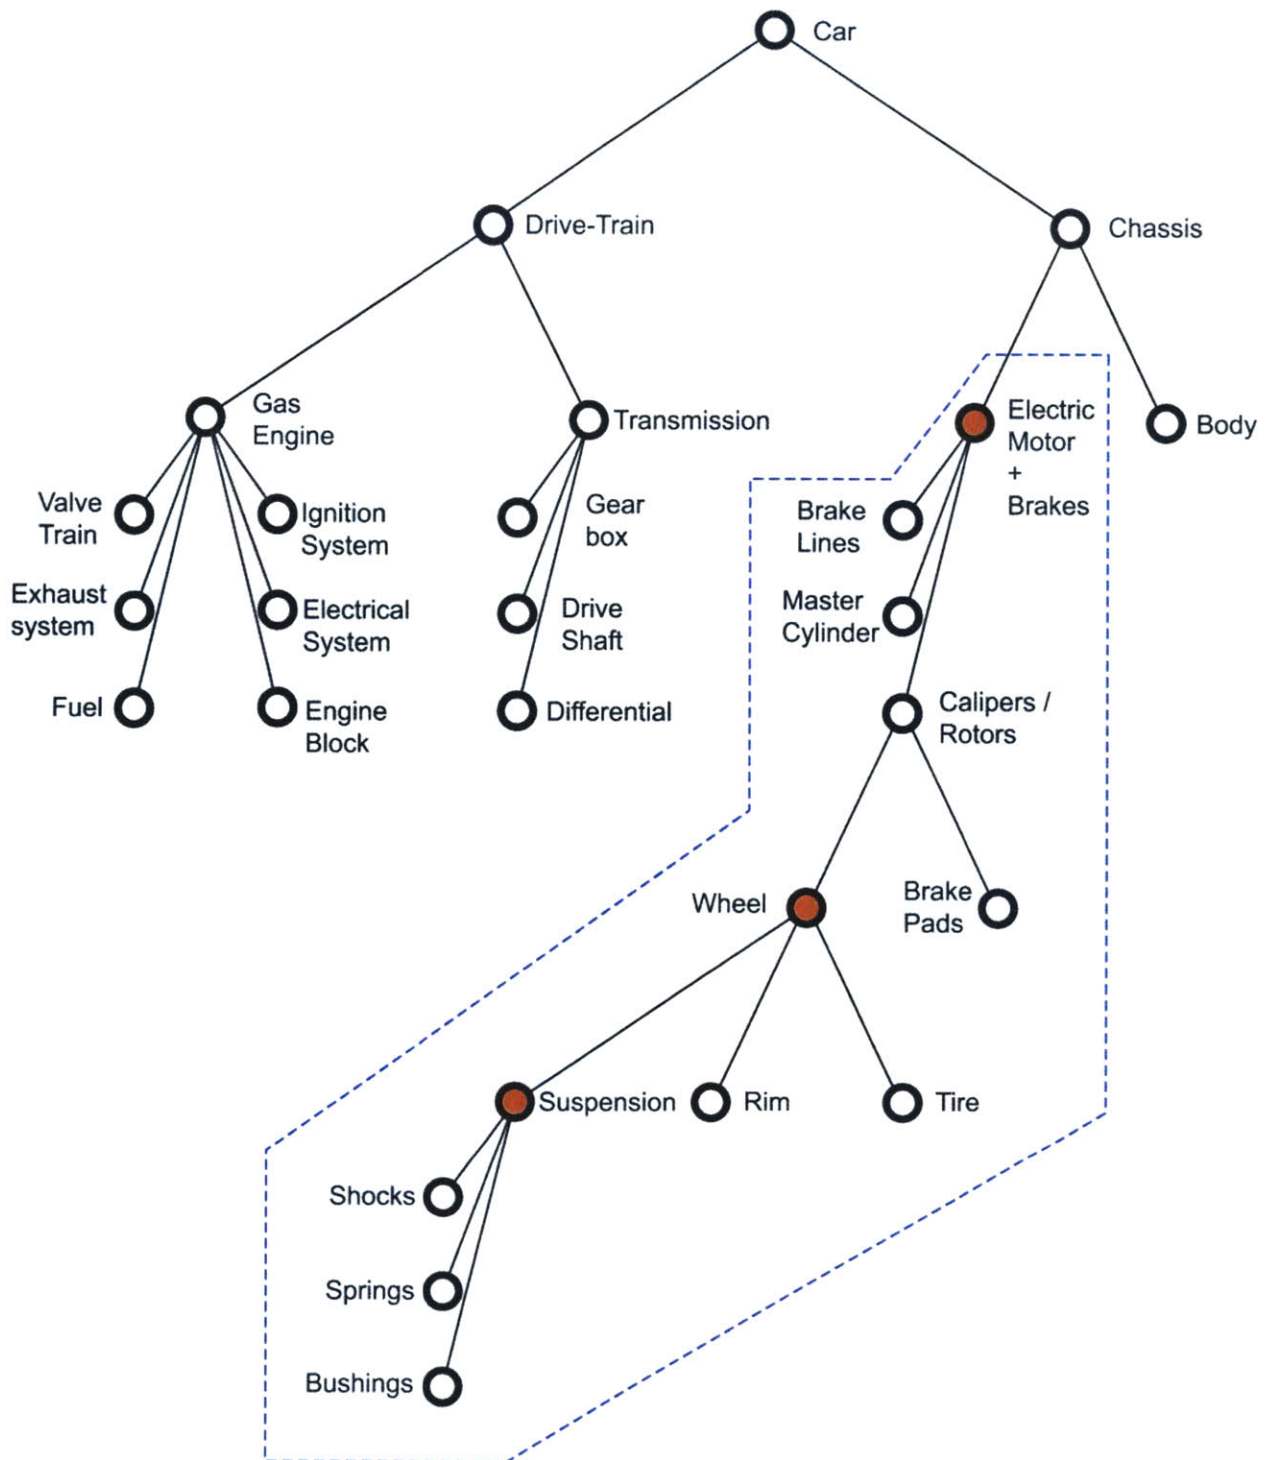 Car
Drive-Train
Chassis
Gas
Engine
Transmission
Electric
Motor
+
Brakes
Body
Valve
Train
Ignition
System
Gear
box
Brake
Lines
Exhaust
system
Electrical
System
Drive
Shaft
Master
Cylinder
Fuel
Engine
Block
Differential
Calipers /
Rotors
Wheel
Brake
Pads
Suspension
Rim
Tire
Shocks
Springs
Bushings